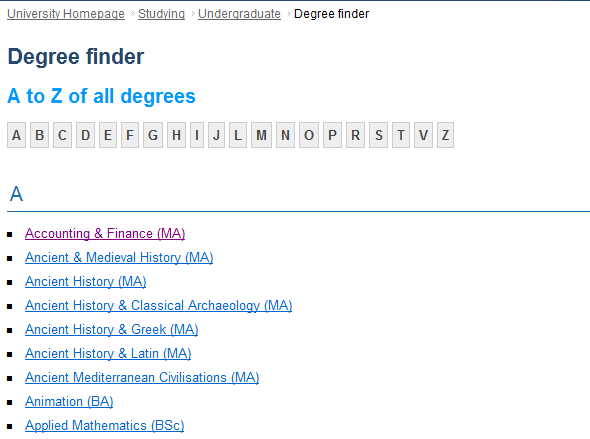 University Homepage › Studying › Undergraduate › Degree finder
Degree finder
A to Z of all degrees
A B C D E F G H I J L M N O P R S T V Z
A
Accounting & Finance (MA)
Ancient & Medieval History (MA)
Ancient History (MA)
Ancient History & Classical Archaeology (MA)
Ancient History & Greek (MA)
Ancient History & Latin (MA)
Ancient Mediterranean Civilisations (MA)
Animation (BA)
Applied Mathematics (BSc)